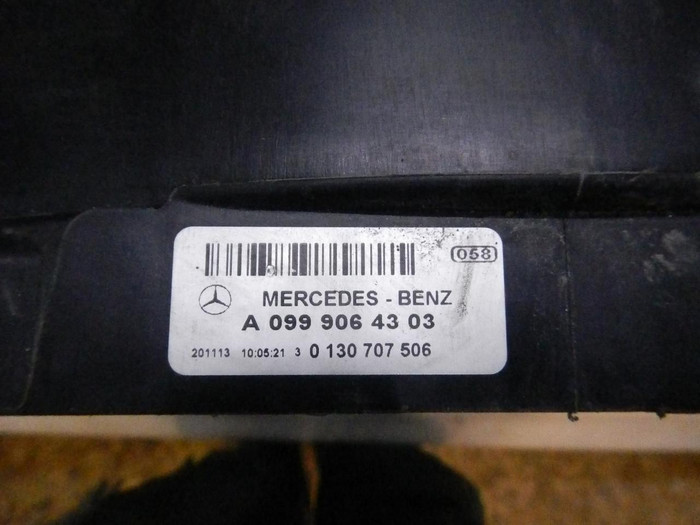 058
MERCEDES - BENZ
A 099 906 43 03
201113 10:05:21 3 0 130 707 506